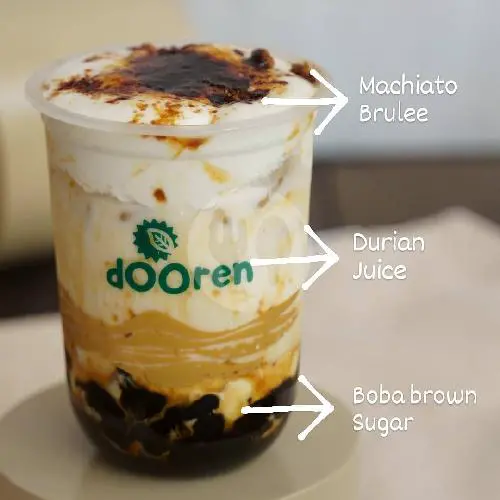 Machiato
Brulee
dOOren
Durian
Juice
Boba brown
Sugar